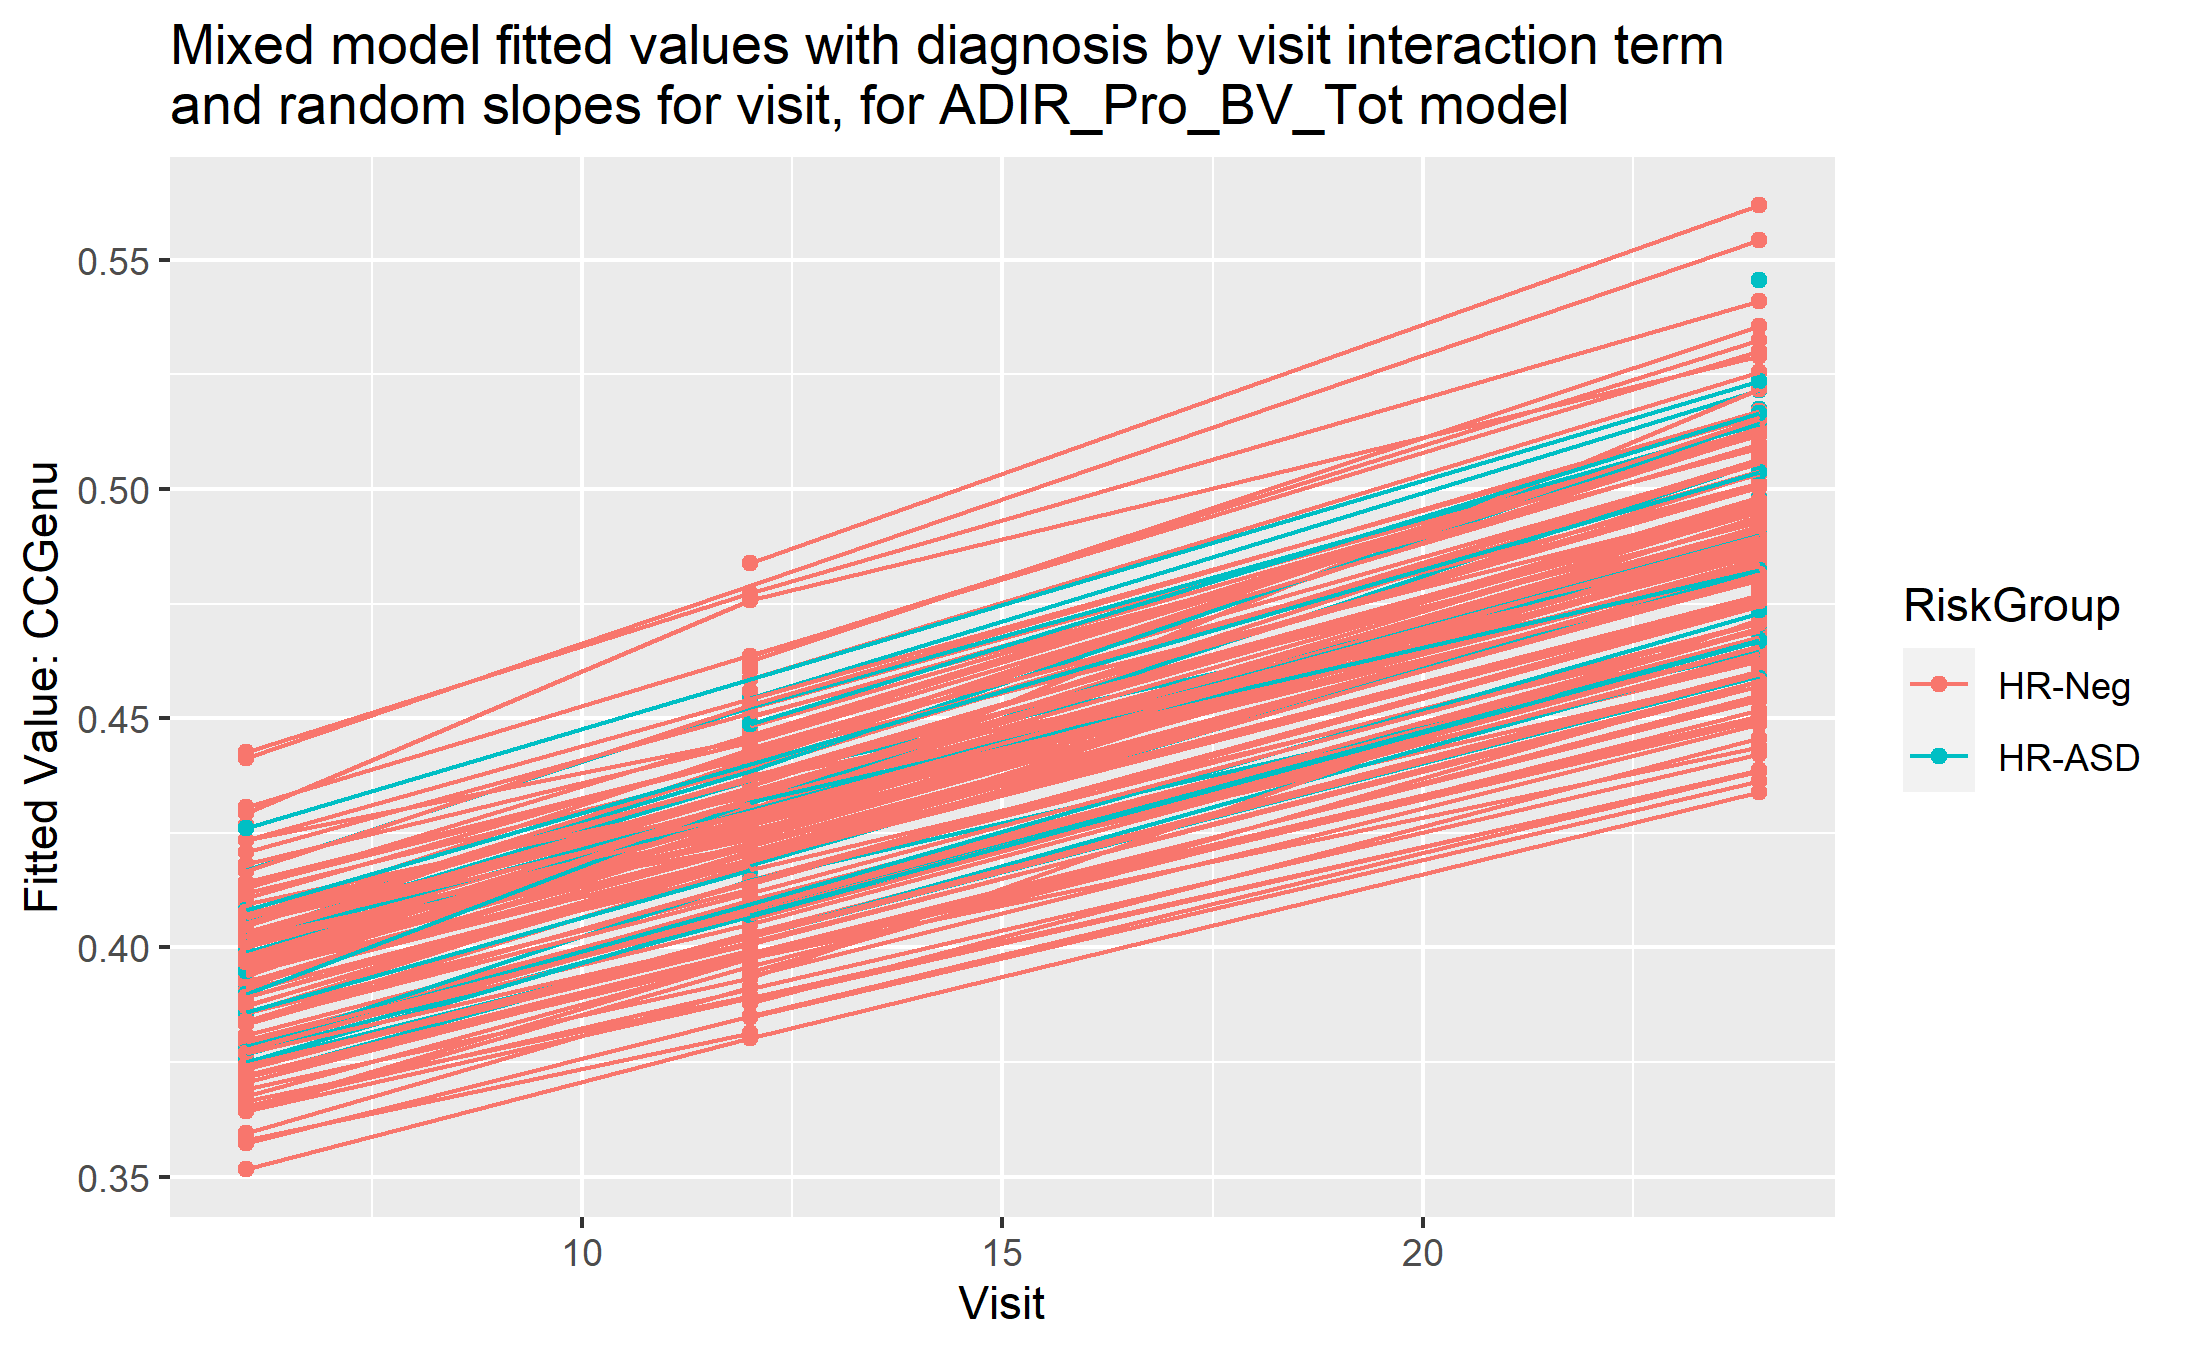 Mixed model fitted values with diagnosis by visit interaction term
and random slopes for visit, for ADIR_Pro_BV_Tot model
Fitted Value: CCGenu
0.55
0.50
0.45
0.40
0.35
10
15
20
Visit
RiskGroup
HR-Neg
HR-ASD